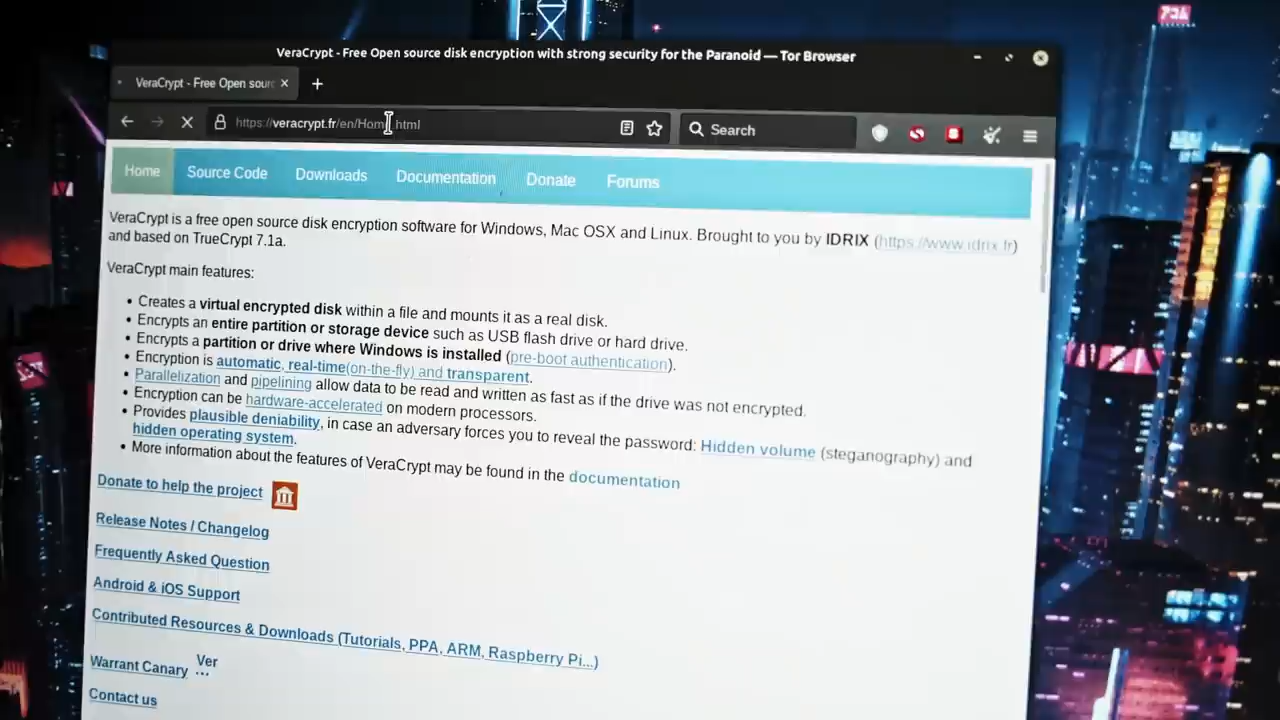 VeraCrypt - Free Open source disk encryption with strong security for the Paranoid — Tor Browser
VeraCrypt - Free Open sour
https://veracrypt.fr/en/Home.html
Search
Home
Source Code
Downloads
Documentation
Donate
Forums
VeraCrypt is a free open source disk encryption software for Windows, Mac OSX and Linux. Brought to you by IDRIX (https://www.idrix.fr)
and based on TrueCrypt 7.1a.
VeraCrypt main features:
• Creates a virtual encrypted disk within a file and mounts it as a real disk.
• Encrypts an entire partition or storage device such as USB flash drive or hard drive.
• Encrypts a partition or drive where Windows is installed (pre-boot authentication).
• Encryption is automatic, real-time(on-the-fly) and transparent.
• Parallelization and pipelining allow data to be read and written as fast as if the drive was not encrypted.
• Encryption can be hardware-accelerated on modern processors.
• Provides plausible deniability, in case an adversary forces you to reveal the password: Hidden volume (steganography) and
hidden operating system.
• More information about the features of VeraCrypt may be found in the documentation
Donate to help the project
Release Notes / Changelog
Frequently Asked Question
Android & iOS Support
Contributed Resources & Downloads (Tutorials, PPA, ARM, Raspberry Pi...)
Warrant Canary Ver
...
Contact us